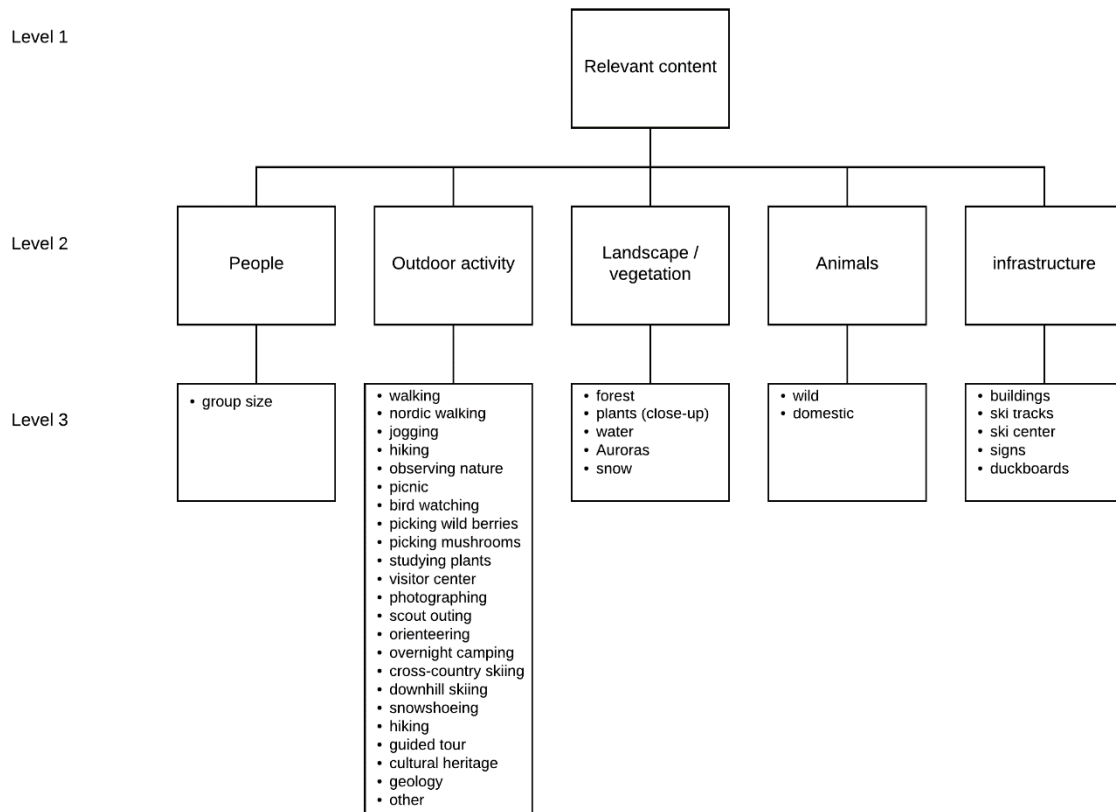 Level 1
Relevant content
Level 2
People
Outdoor activity
Landscape /
vegetation
Animals
infrastructure
Level 3
• group size
• walking
• nordic walking
• jogging
• hiking
• observing nature
• picnic
• bird watching
• picking wild berries
• picking mushrooms
• studying plants
• visitor center
• photographing
• scout outing
• orienteering
• overnight camping
• cross-country skiing
• downhill skiing
• snowshoeing
• hiking
• guided tour
• cultural heritage
• geology
• other
• forest
• plants (close-up)
• water
• Auroras
• snow
• wild
• domestic
• buildings
• ski tracks
• ski center
• signs
• duckboards